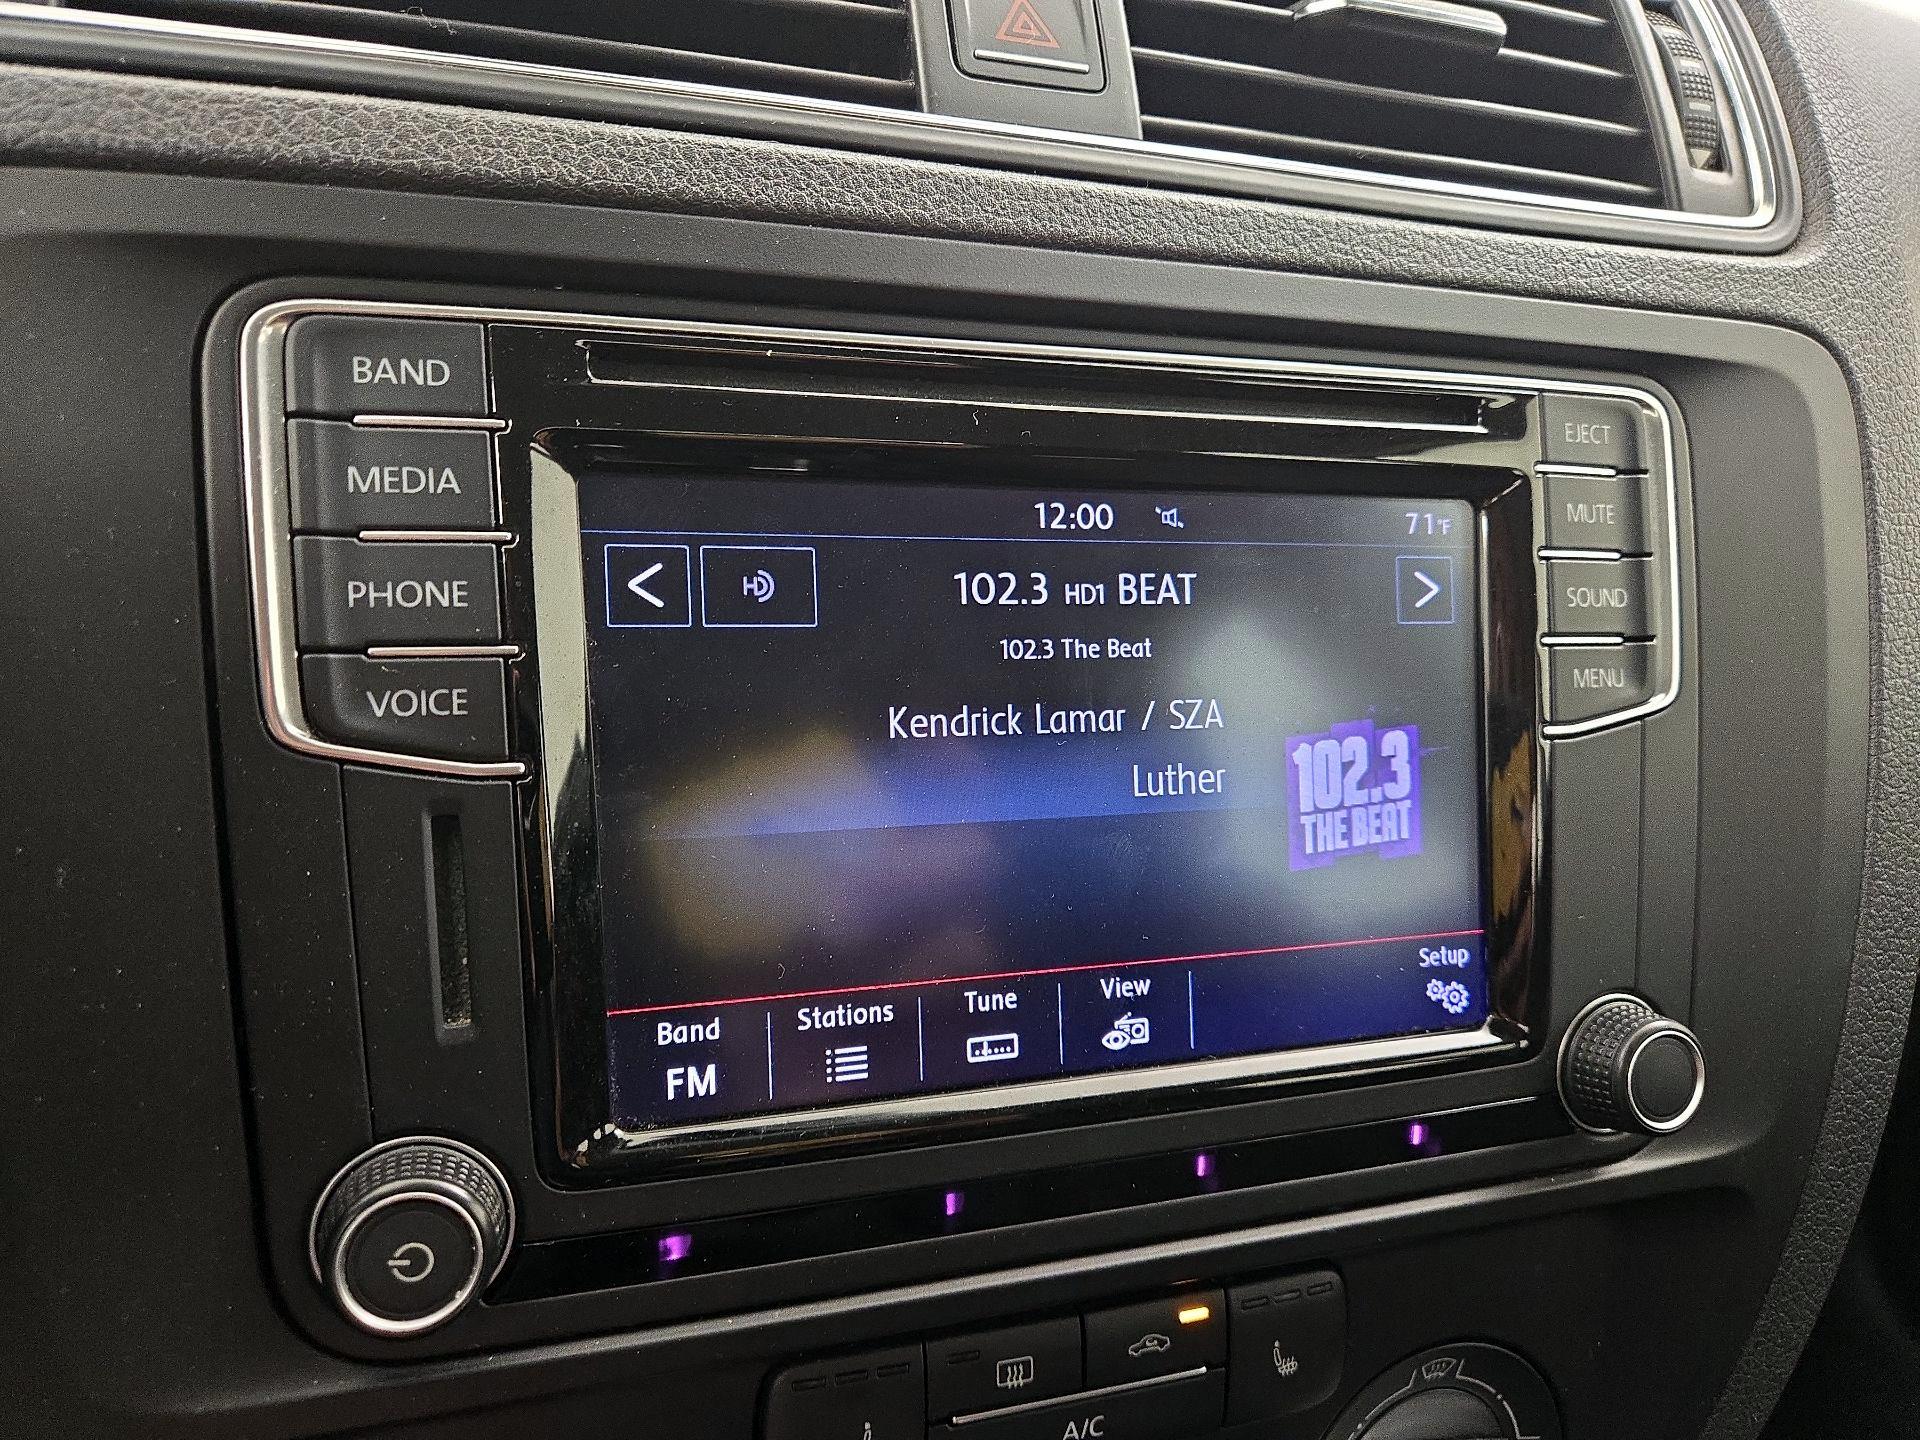 BAND
MEDIA
PHONE
VOICE
EJECT
MUTE
SOUND
MENU
12:00
71°F
<
HD
102.3 HD1 BEAT
>
102.3 The Beat
Kendrick Lamar / SZA
Luther
102.3
THE BEAT
Band
FM
Stations
Tune
View
Setup
A/C